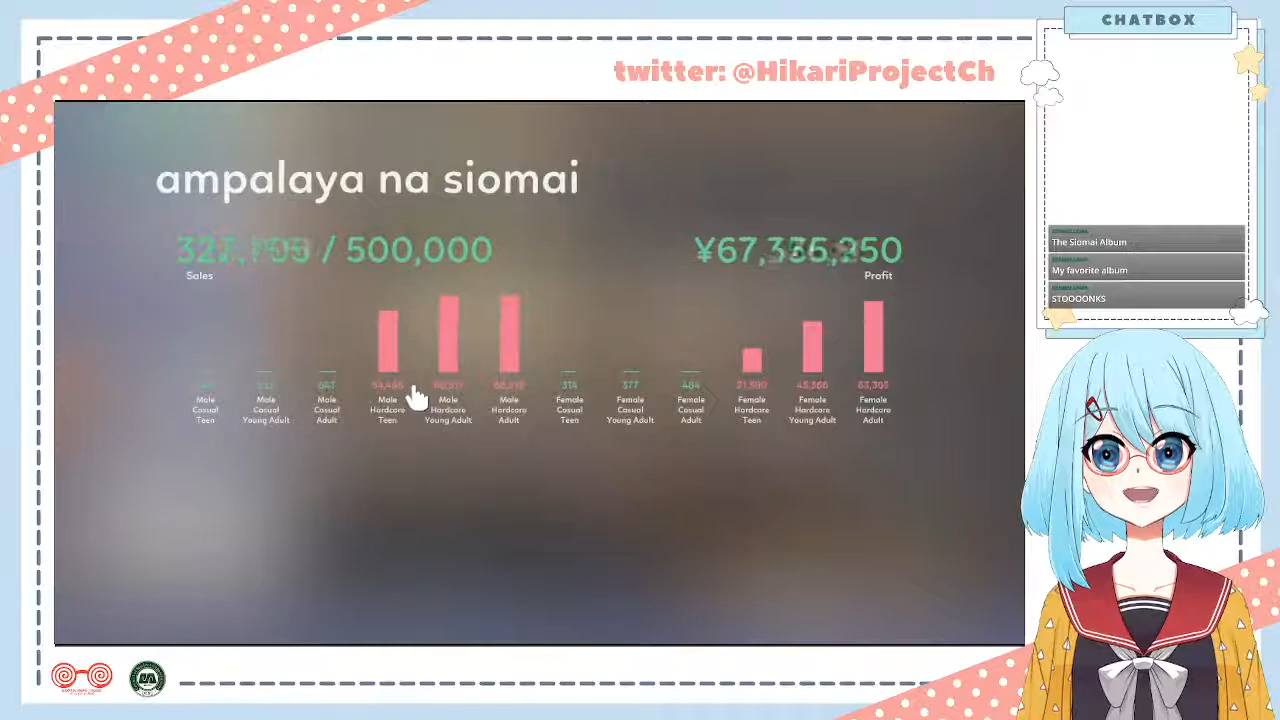 CHATBOX
twitter: @HikariProjectCh
ampalaya na siomai
/ 500,000
Sales
Profit
The Siomai Album
My favorite album
STOOOONKS
643
314
377
484
21,590
45,366
63,363
Male Casual Teen
Male Casual Young Adult
Male Casual Adult
Male Hardcore Teen
Male Hardcore Young Adult
Male Hardcore Adult
Female Casual Teen
Female Casual Young Adult
Female Casual Adult
Female Hardcore Teen
Female Hardcore Young Adult
Female Hardcore Adult